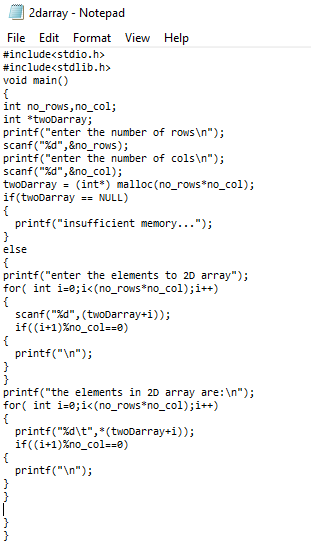 2darray - Notepad
File Edit Format View Help
#include<stdio.h>
#include<stdlib.h>
void main()
{
int no_rows,no_col;
int *twoDarray;
printf("enter the number of rows\n");
scanf("%d",&no_rows);
printf("enter the number of cols\n");
scanf("%d",&no_col);
twoDarray = (int*) malloc(no_rows*no_col);
if(twoDarray == NULL)
{
  printf("insufficient memory...");
}
else
{
printf("enter the elements to 2D array");
for( int i=0;i<(no_rows*no_col);i++)
{
  scanf("%d",(twoDarray+i));
  if((i+1)%no_col==0)
{
  printf("\n");
}
}
printf("the elements in 2D array are:\n");
for( int i=0;i<(no_rows*no_col);i++)
{
  printf("%d\t",*(twoDarray+i));
  if((i+1)%no_col==0)
{
  printf("\n");
}
}

}
}